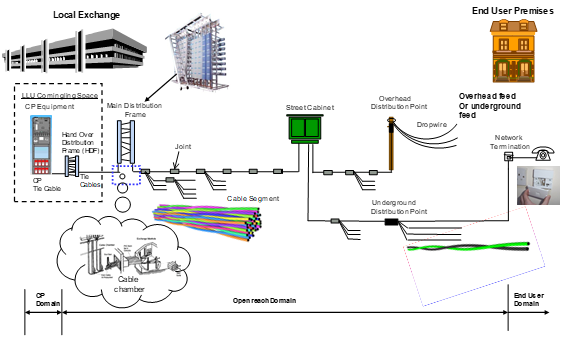 Local Exchange
End User Premises
LLU Comingling Space
CP Equipment
Main Distribution
Frame
Hand Over
Distribution
Frame (HDF)
CP
Tie Cable
Tie
Cables
Joint
Street Cabinet
Overhead
Distribution Point
Dropwire
Overhead feed
Or underground
feed
Network
Termination
Cable Segment
Underground
Distribution Point
Cable
chamber
CP
Domain
Openreach Domain
End User
Domain